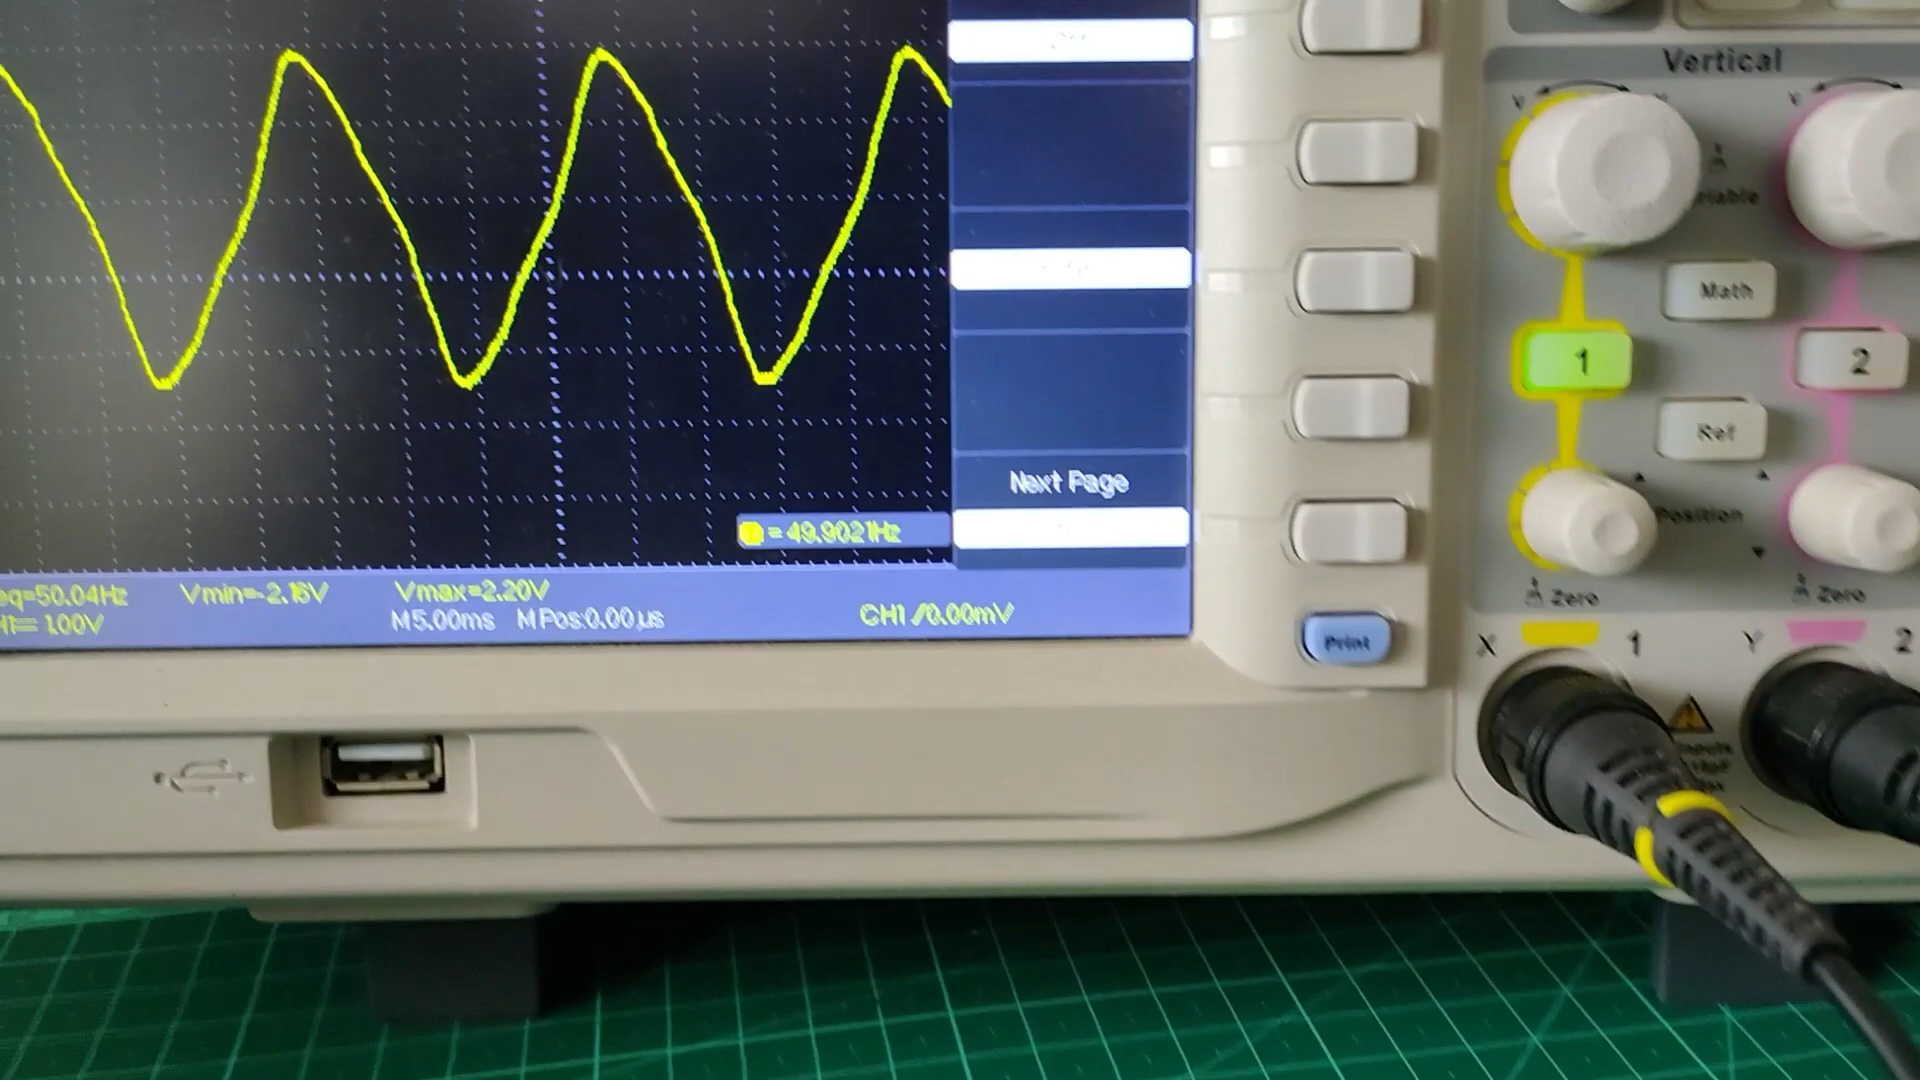 Vertical
Math
1
2
Ref
Next Page
Position
= 49.9021Hz
eq=50.04Hz Vmin=-2.16V Vmax=2.20V
Zero
Zero
H1= 1.00V M5.00ms MPos:0.00µs CH1 /0.00mV
Print
X 1 Y 2